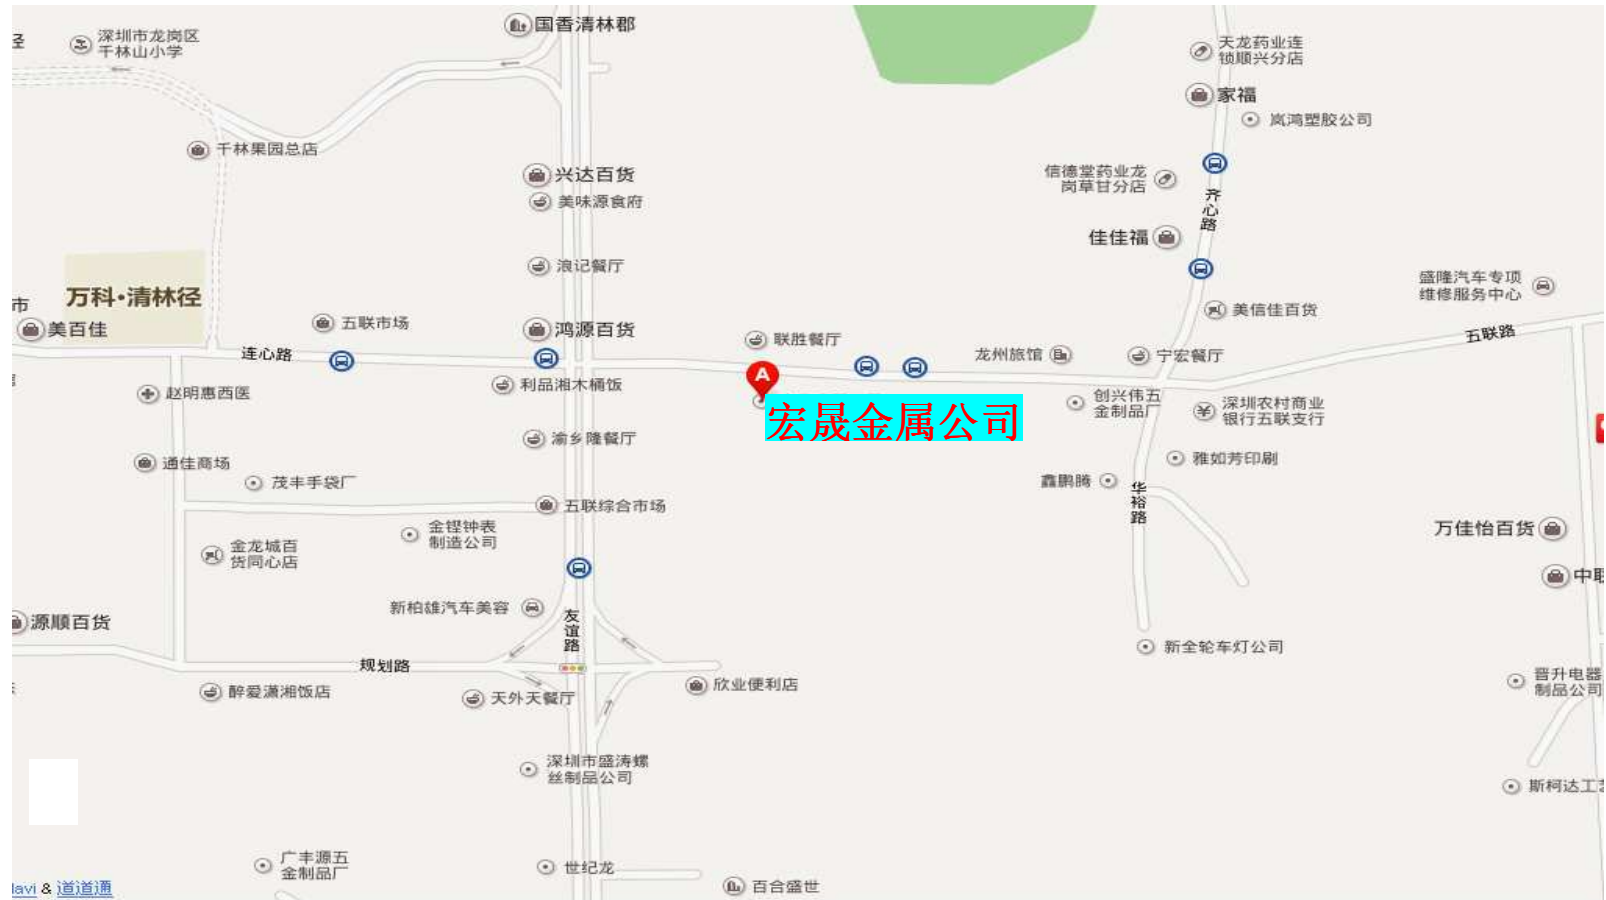 国香清林郡
径
深圳市龙岗区
千林山小学
天龙药业连
锁顺兴分店
家福
岚鸿塑胶公司
千林果园总店
兴达百货
美味源食府
信德堂药业龙
岗草甘分店
齐心路
佳佳福
浪记餐厅
盛隆汽车专项
维修服务中心
万科·清林径
市
美百佳
五联市场
鸿源百货
美信佳百货
联胜餐厅
五联路
连心路
龙州旅馆
宁宏餐厅
A
利品湘木桶饭
赵明惠西医
创兴伟五
金制品厂
深圳农村商业
银行五联支行
宏晟金属公司
渝乡隆餐厅
通佳商场
雅如芳印刷
茂丰手袋厂
鑫鹏腾
华裕路
五联综合市场
金铿钟表
制造公司
万佳怡百货
金龙城百
货同心店
中联
新柏雄汽车美容
友谊路
源顺百货
新全轮车灯公司
规划路
晋升电器
制品公司
欣业便利店
醉爱潇湘饭店
天外天餐厅
深圳市盛涛螺
丝制品公司
斯柯达工艺
广丰源五
金制品厂
世纪龙
百合盛世
lavi & 道道通